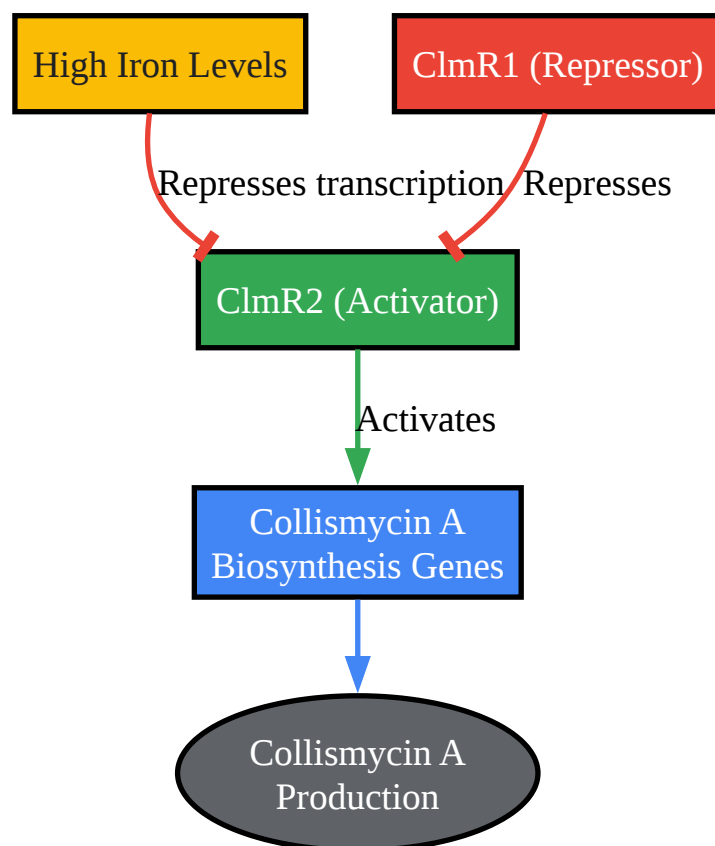 High Iron Levels
ClmR1 (Repressor)
Represses transcription
Represses
ClmR2 (Activator)
Activates
Collismycin A
Biosynthesis Genes
Collismycin A
Production